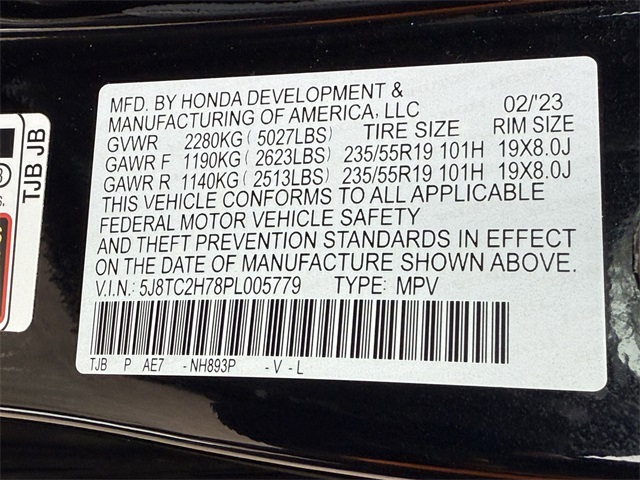 MFD. BY HONDA DEVELOPMENT &
MANUFACTURING OF AMERICA, LLC 02/'23
GVWR 2280KG ( 5027LBS) TIRE SIZE RIM SIZE
GAWR F 1190KG ( 2623LBS) 235/55R19 101H 19X8.0J
GAWR R 1140KG ( 2513LBS) 235/55R19 101H 19X8.0J
THIS VEHICLE CONFORMS TO ALL APPLICABLE
FEDERAL MOTOR VEHICLE SAFETY
AND THEFT PREVENTION STANDARDS IN EFFECT
ON THE DATE OF MANUFACTURE SHOWN ABOVE.
V.I.N.: 5J8TC2H78PL005779 TYPE: MPV
TJB P AE7 - NH893P - V - L
TJB JB